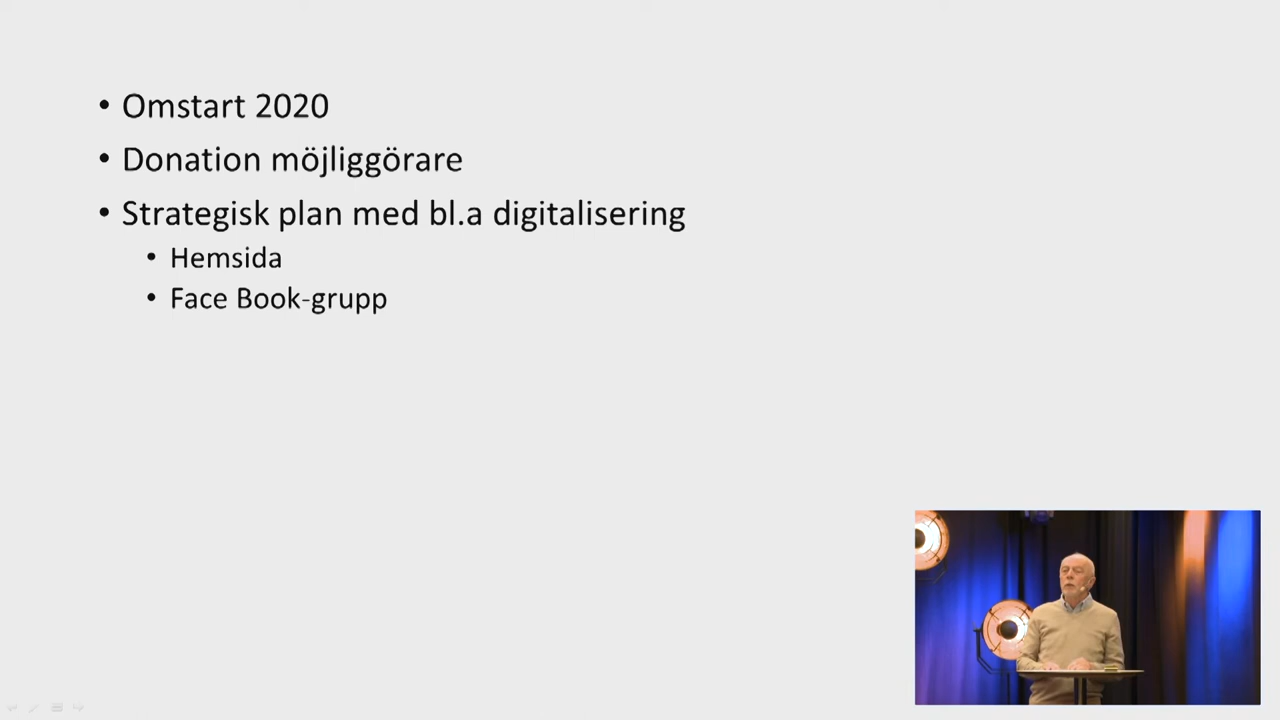 • Omstart 2020
• Donation möjliggörare
• Strategisk plan med bl.a digitalisering
• Hemsida
• Face Book-grupp